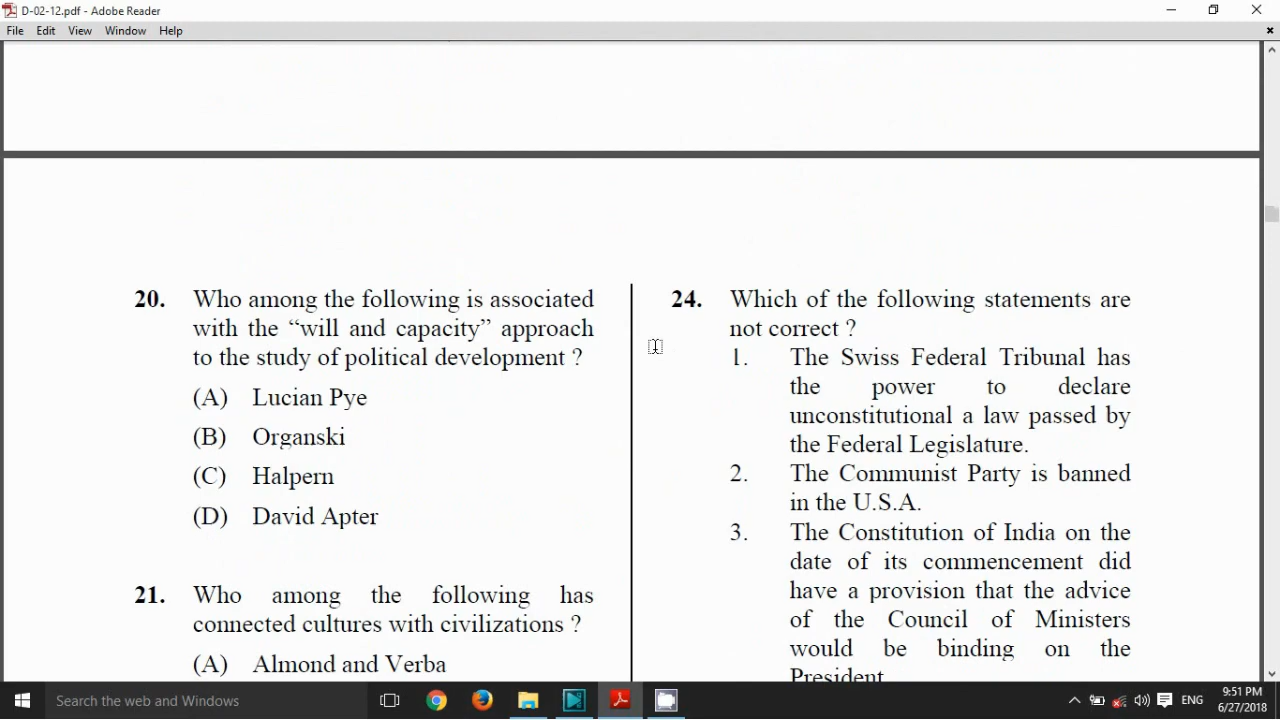 D-02-12.pdf - Adobe Reader
File Edit View Window Help
20. Who among the following is associated
with the “will and capacity” approach
to the study of political development ?
(A) Lucian Pye
(B) Organski
(C) Halpern
(D) David Apter
21. Who among the following has
connected cultures with civilizations ?
(A) Almond and Verba
24. Which of the following statements are
not correct ?
1. The Swiss Federal Tribunal has
the power to declare
unconstitutional a law passed by
the Federal Legislature.
2. The Communist Party is banned
in the U.S.A.
3. The Constitution of India on the
date of its commencement did
have a provision that the advice
of the Council of Ministers
would be binding on the
President
Search the web and Windows
ENG
9:51 PM
6/27/2018